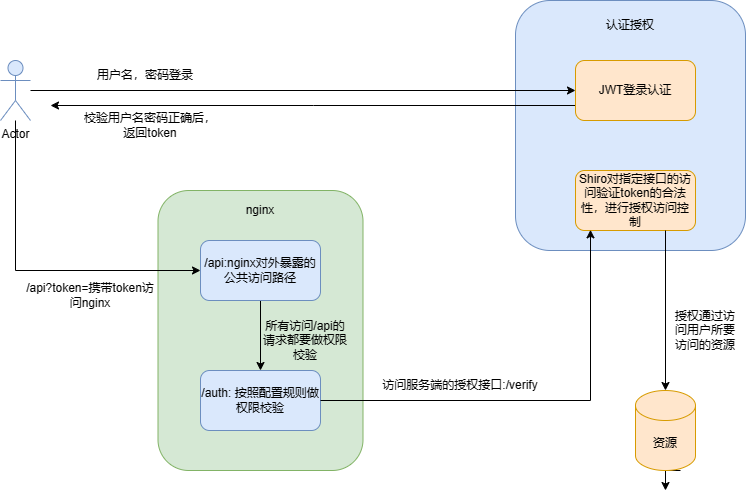 认证授权
用户名，密码登录
JWT登录认证
校验用户名密码正确后，
返回token
Actor
Shiro对指定接口的访
问验证token的合法
性，进行授权访问控
制
nginx
/api:nginx对外暴露的
公共访问路径
/api?token=携带token访
问nginx
所有访问/api的
请求都要做权限
校验
授权通过访
问用户所要
访问的资源
/auth: 按照配置规则做
权限校验
访问服务端的授权接口:/verify
资源